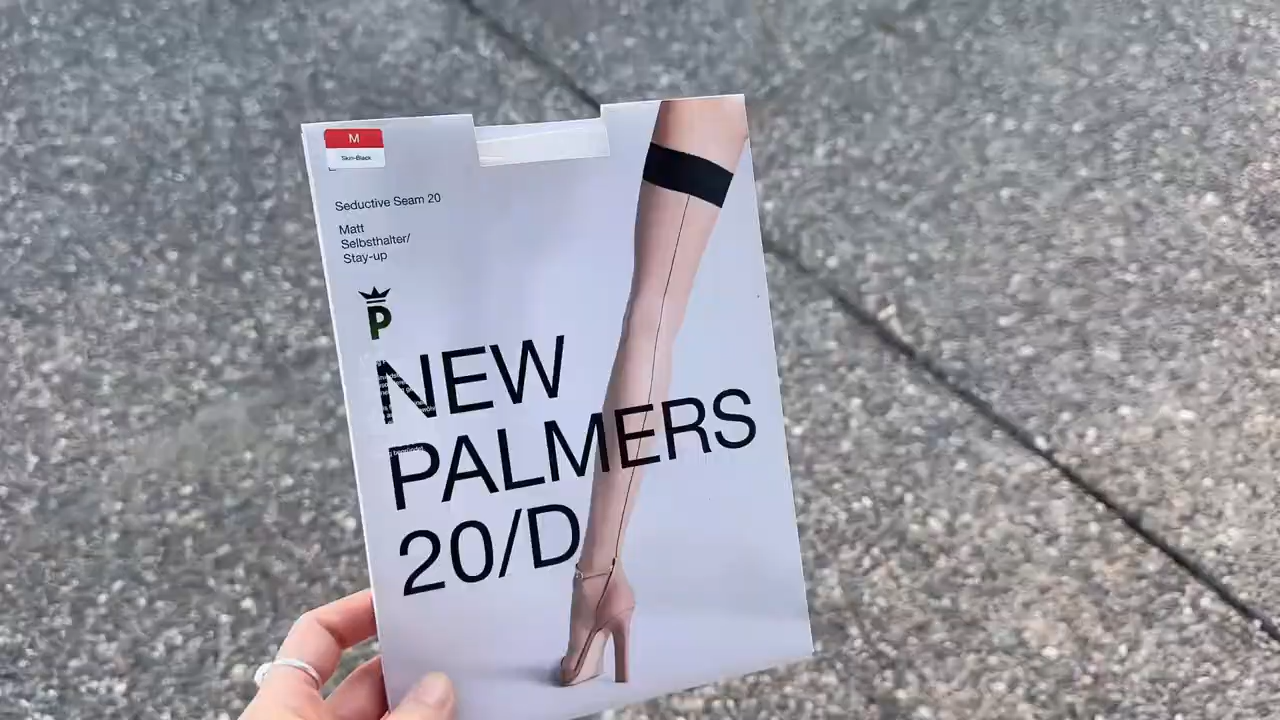 M
Skin-Black
Seductive Seam 20
Matt
Selbsthalter/
Stay-up
P
NEW
PALMERS
20/D